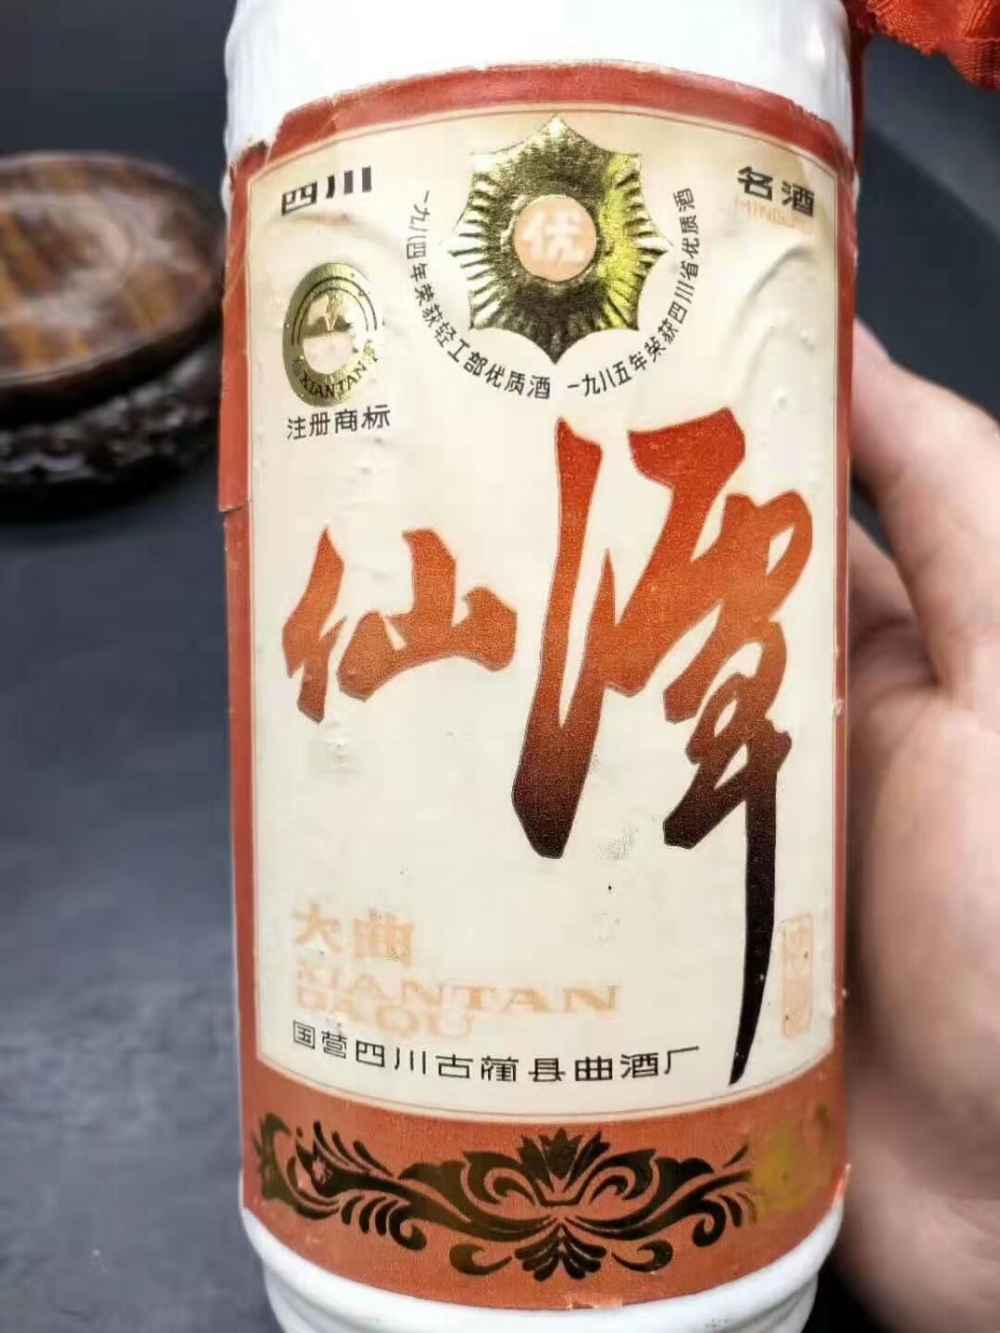 四川
名酒
优
一九八四年荣获轻工部优质酒 一九八五年荣获四川省优质酒
XIANTAN
注册商标
仙潭
大曲
XIANTAN
DAQU
国营四川古蔺县曲酒厂